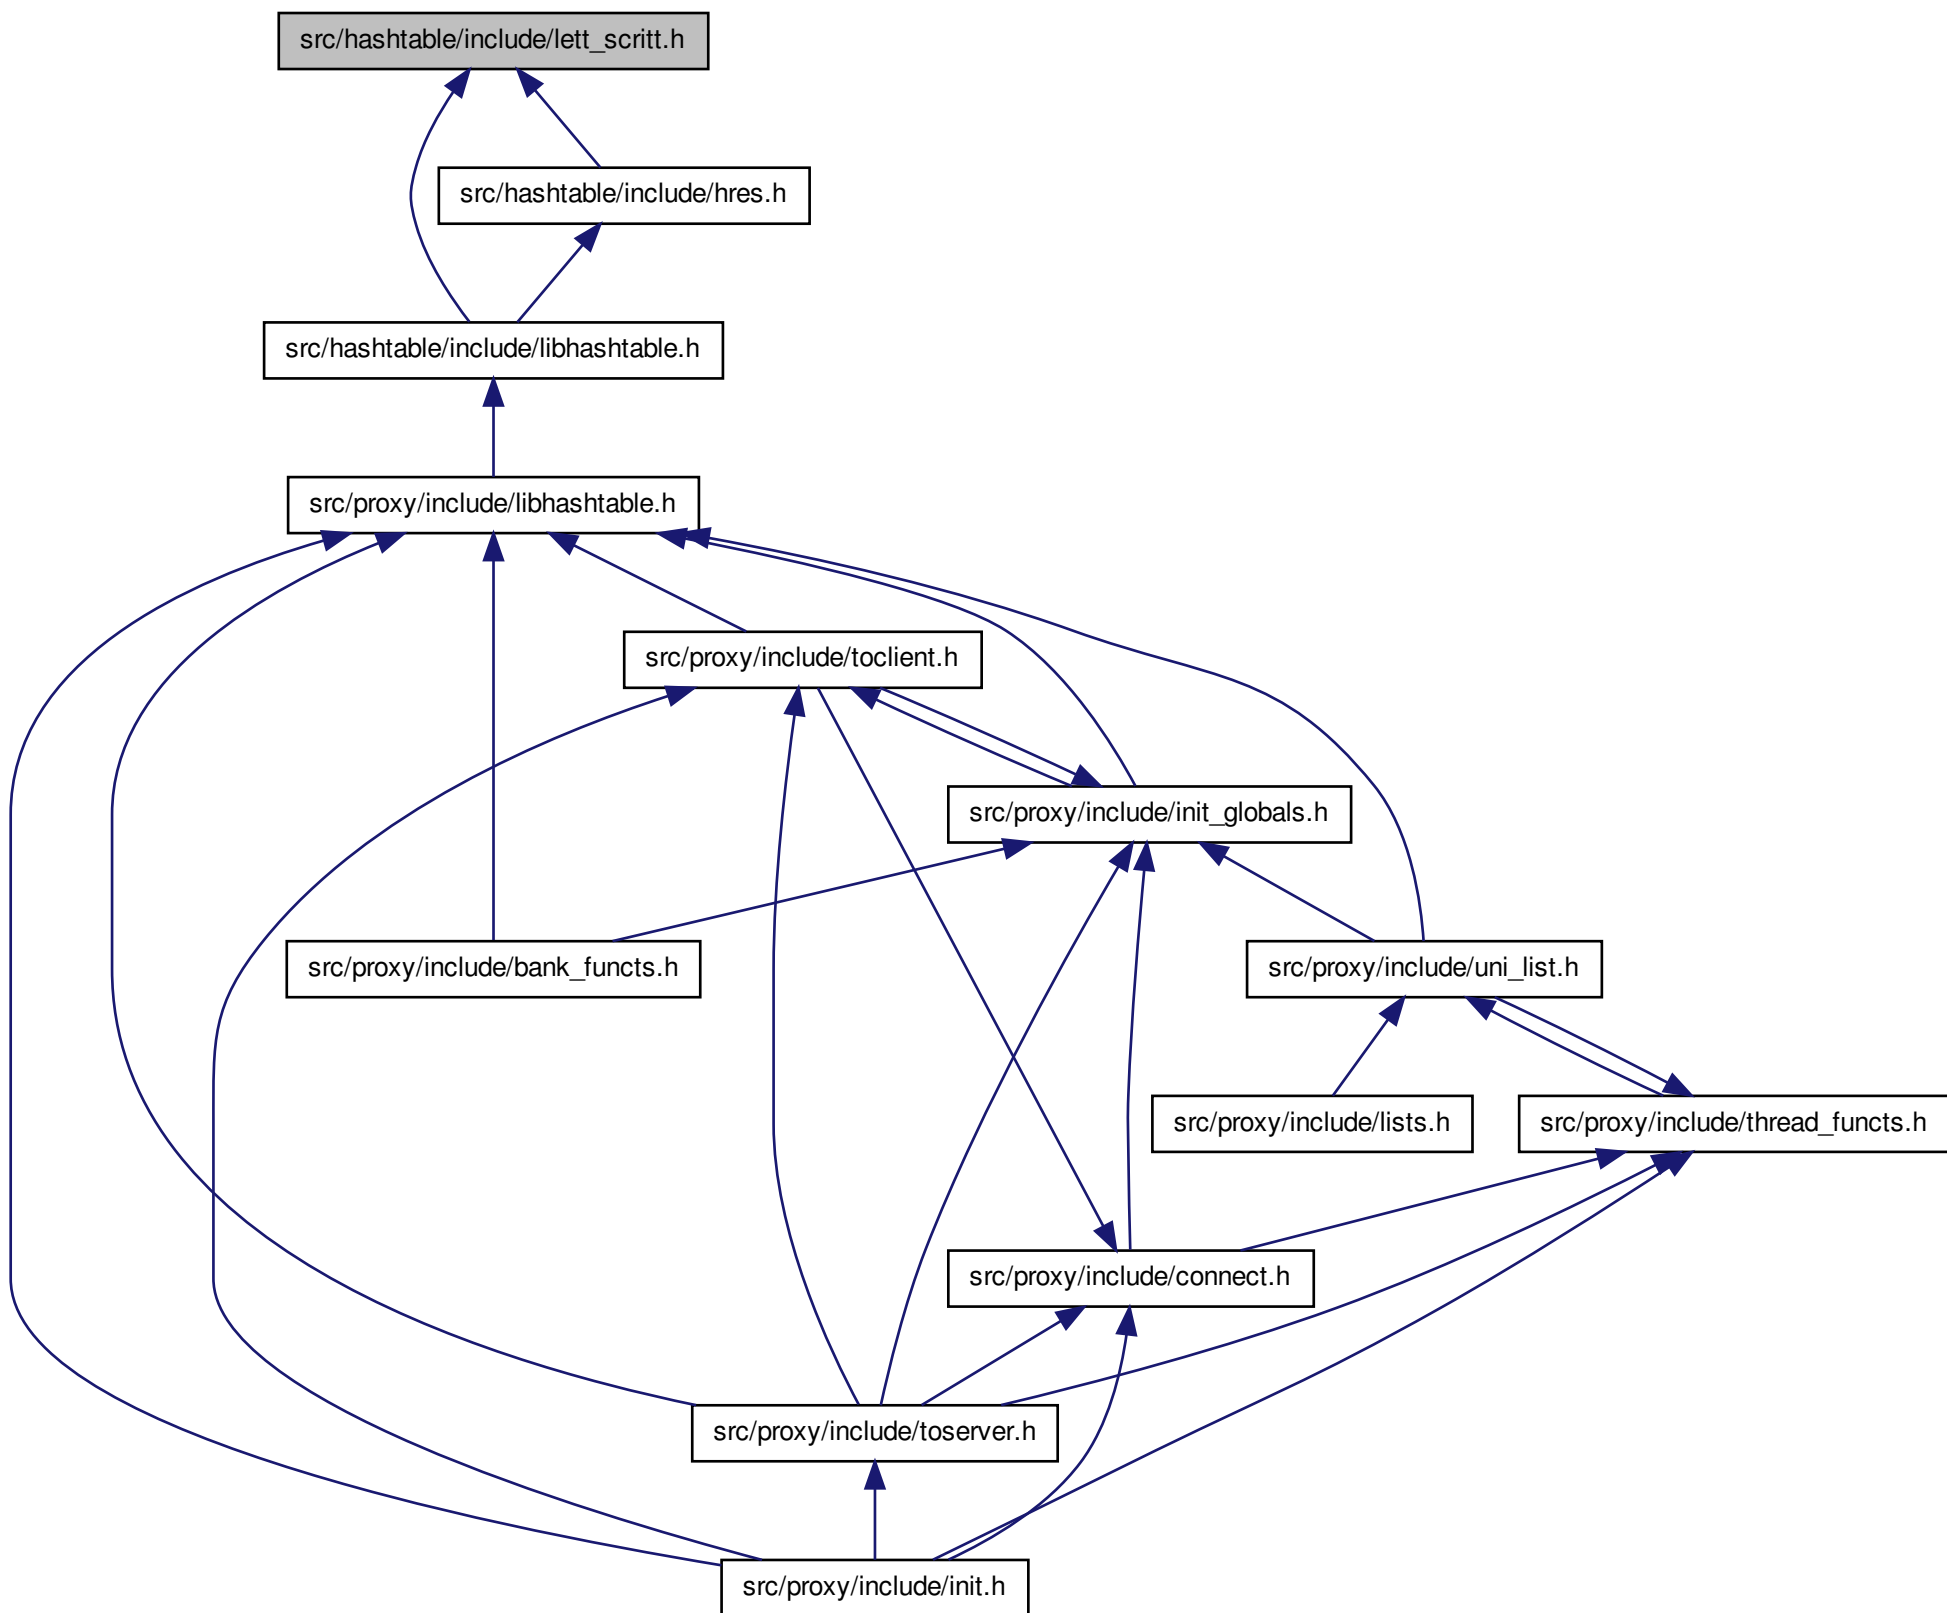 src/hashtable/include/lett_scritt.h
src/hashtable/include/hres.h
src/hashtable/include/libhashtable.h
src/proxy/include/libhashtable.h
src/proxy/include/toclient.h
src/proxy/include/init_globals.h
src/proxy/include/bank_functs.h
src/proxy/include/uni_list.h
src/proxy/include/lists.h
src/proxy/include/thread_functs.h
src/proxy/include/connect.h
src/proxy/include/toserver.h
src/proxy/include/init.h